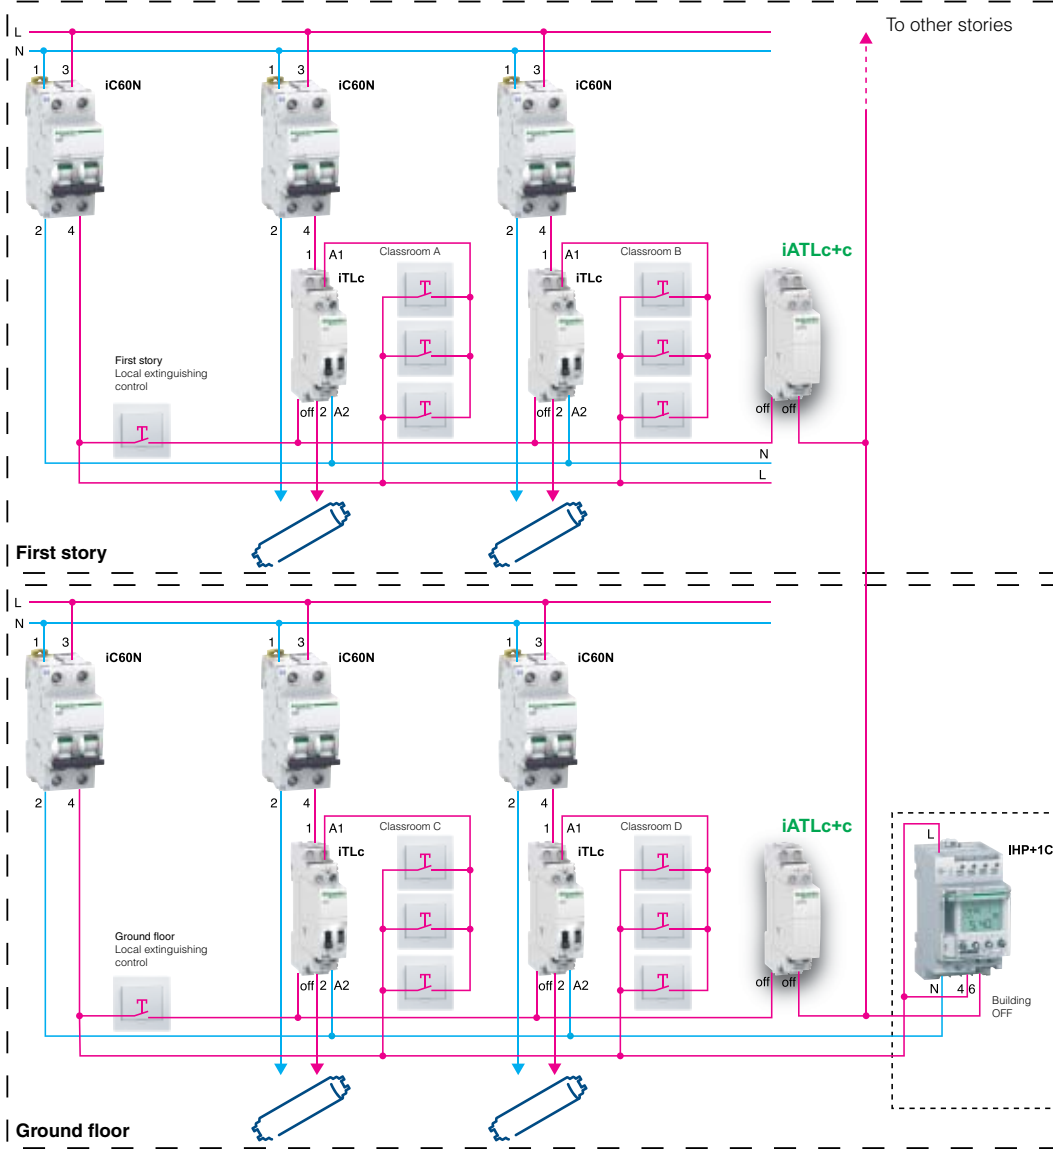 To other stories
L
N
1 3 iC60N
1 3 iC60N
1 3 iC60N
2 4
2 4
2 4
1 A1 Classroom A
1 A1 Classroom B
iATLc+c
iTLc
iTLc
First story
Local extinguishing
control
off 2 A2
off 2 A2
off off
N
L
First story
L
N
1 3 iC60N
1 3 iC60N
1 3 iC60N
2 4
2 4
2 4
1 A1 Classroom C
1 A1 Classroom D
iATLc+c
L
IHP+1C
iTLc
iTLc
Ground floor
Local extinguishing
control
off 2 A2
off 2 A2
off off
N 4 6
Building
OFF
Ground floor